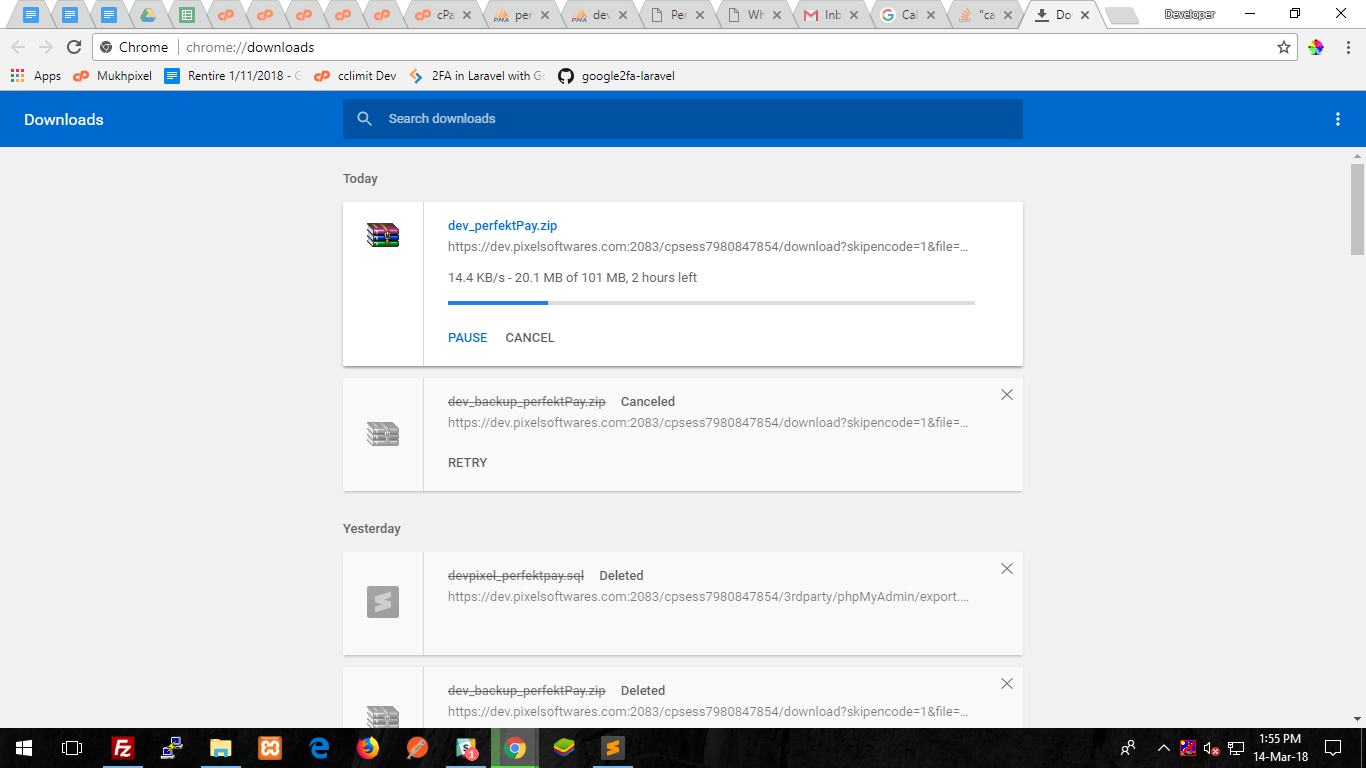 cPa
per
dev
Per
Wh
Inb
Cal
"ca
Do
Developer
Chrome chrome://downloads
Apps
Mukhpixel
Rentire 1/11/2018 - G
cclimit Dev
2FA in Laravel with Go
google2fa-laravel
Downloads
Search downloads
Today
dev_perfektPay.zip
https://dev.pixelsoftwares.com:2083/cpsess7980847854/download?skipencode=1&file=…
14.4 KB/s - 20.1 MB of 101 MB, 2 hours left
PAUSE CANCEL
dev_backup_perfektPay.zip Canceled
https://dev.pixelsoftwares.com:2083/cpsess7980847854/download?skipencode=1&file=…
RETRY
Yesterday
devpixel_perfektpay.sql Deleted
https://dev.pixelsoftwares.com:2083/cpsess7980847854/3rdparty/phpMyAdmin/export.…
dev_backup_perfektPay.zip Deleted
https://dev.pixelsoftwares.com:2083/cpsess7980847854/download?skipencode=1&file=…
1:55 PM
14-Mar-18